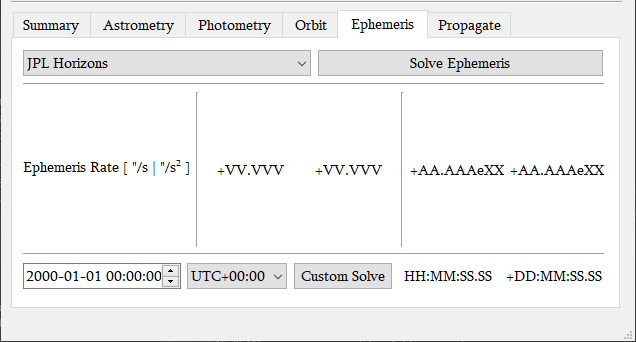 Summary Astrometry Photometry Orbit Ephemeris Propagate
JPL Horizons Solve Ephemeris
Ephemeris Rate [ "/s | "/s² ] +VV.VVV +VV.VVV +AA.AAAeXX +AA.AAAeXX
2000-01-01 00:00:00 UTC+00:00 Custom Solve HH:MM:SS.SS +DD:MM:SS.SS